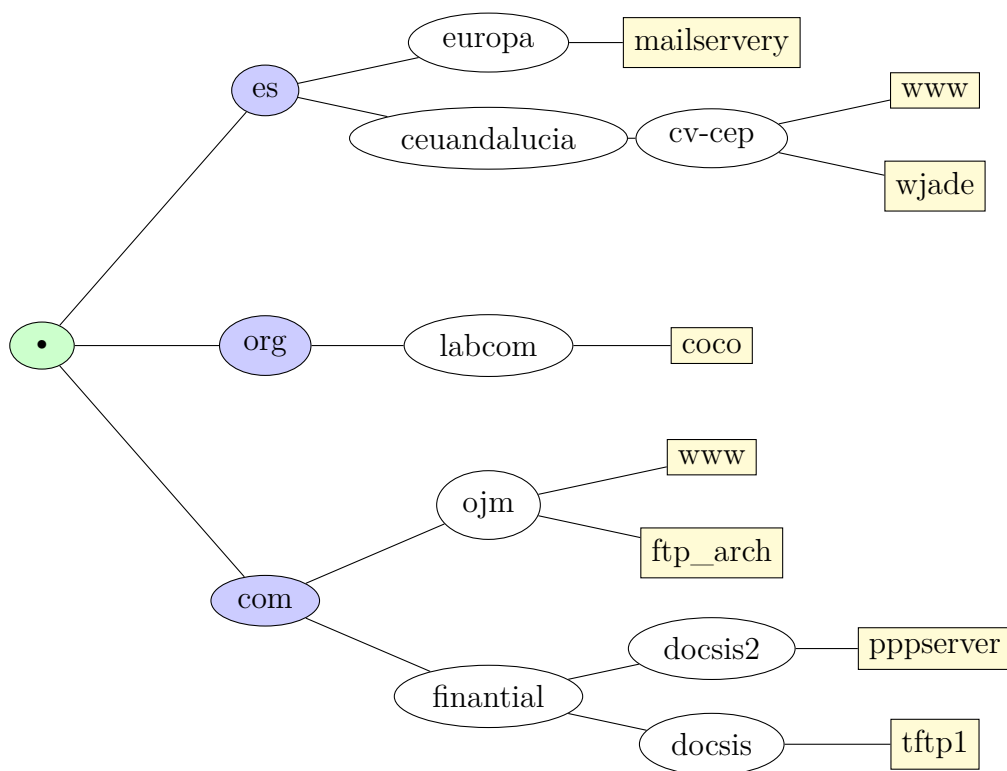 europa
mailservery
es
www
ceuandalucia
cv-cep
wjade
•
org
labcom
coco
www
ojm
ftp_arch
com
docsis2
pppserver
finantial
docsis
tftp1